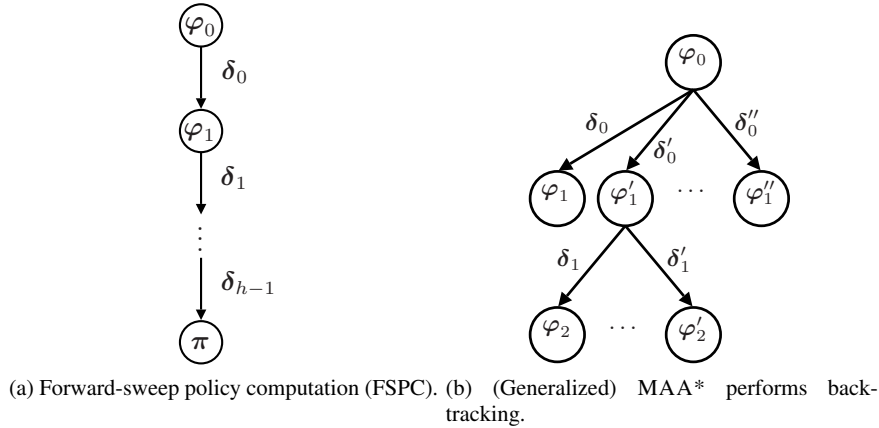 φ₀
δ₀
φ₁
δ₁
⋮
δₕ₋₁
π
φ₀
δ₀ δ′₀ δ″₀
φ₁ φ′₁ ⋯ φ″₁
δ₁ δ′₁
φ₂ ⋯ φ′₂
(a) Forward-sweep policy computation (FSPC).
(b) (Generalized) MAA* performs back-
tracking.